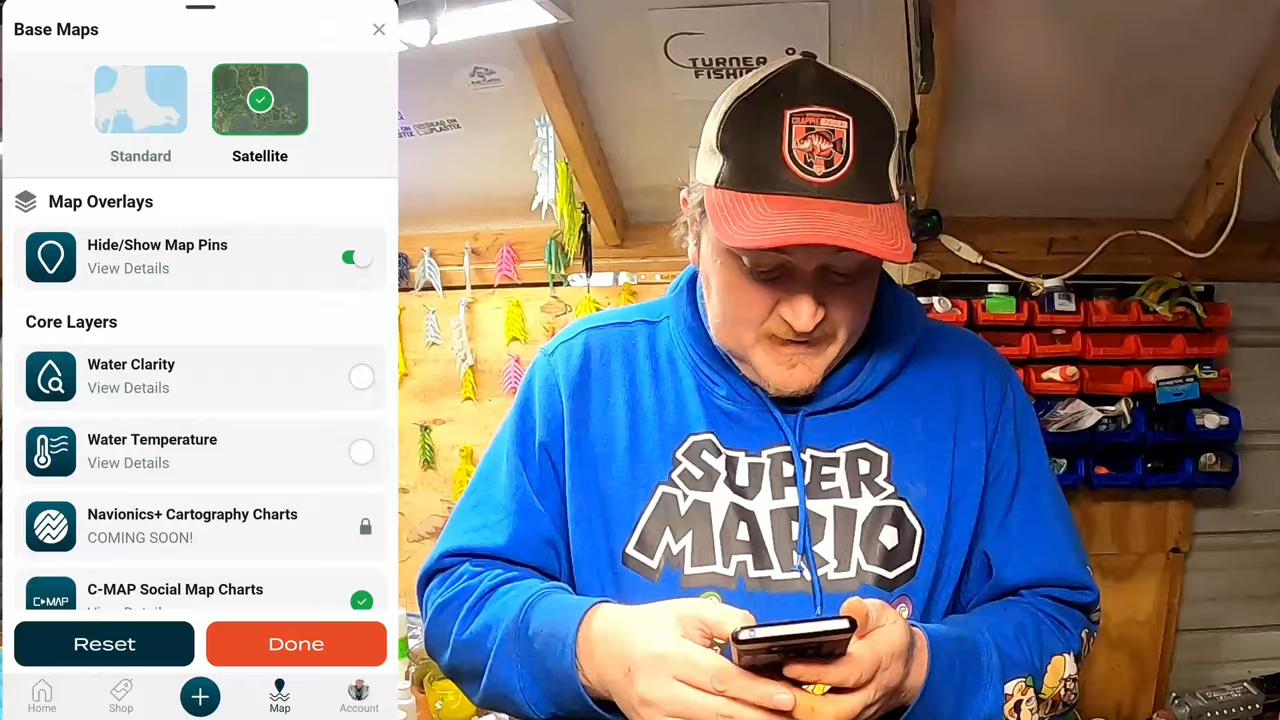 Base Maps
Standard
Satellite
Map Overlays
Hide/Show Map Pins
View Details
Core Layers
Water Clarity
View Details
Water Temperature
View Details
Navionics+ Cartography Charts
COMING SOON!
C-MAP
C-MAP Social Map Charts
Reset
Done
Home
Shop
Map
Account
TURNER
CRAPPIE
SUPER
MARIO